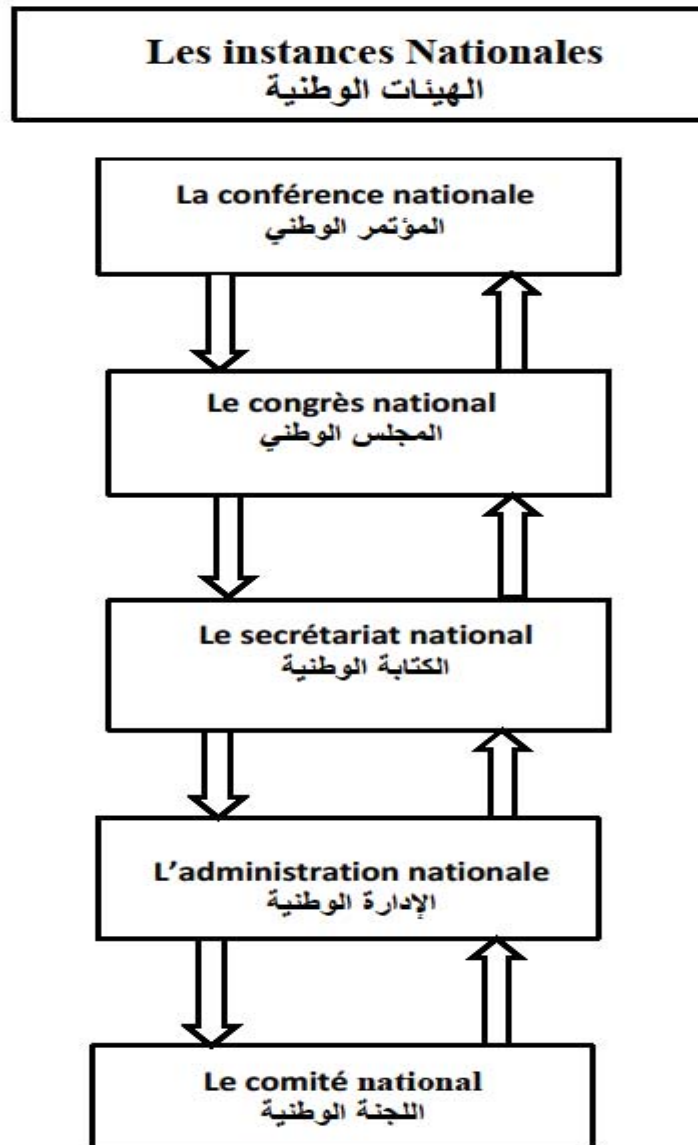 Les instances Nationales
الهيئات الوطنية
La conférence nationale
المؤتمر الوطني
Le congrès national
المجلس الوطني
Le secrétariat national
الكتابة الوطنية
L’administration nationale
الإدارة الوطنية
Le comité national
اللجنة الوطنية